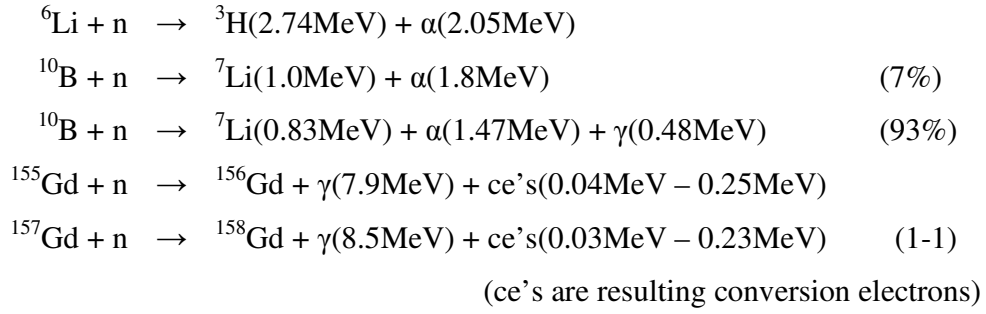 ⁶Li + n → ³H(2.74MeV) + α(2.05MeV)
¹⁰B + n → ⁷Li(1.0MeV) + α(1.8MeV) (7%)
¹⁰B + n → ⁷Li(0.83MeV) + α(1.47MeV) + γ(0.48MeV) (93%)
¹⁵⁵Gd + n → ¹⁵⁶Gd + γ(7.9MeV) + ce's(0.04MeV – 0.25MeV)
¹⁵⁷Gd + n → ¹⁵⁸Gd + γ(8.5MeV) + ce's(0.03MeV – 0.23MeV) (1-1)
(ce's are resulting conversion electrons)